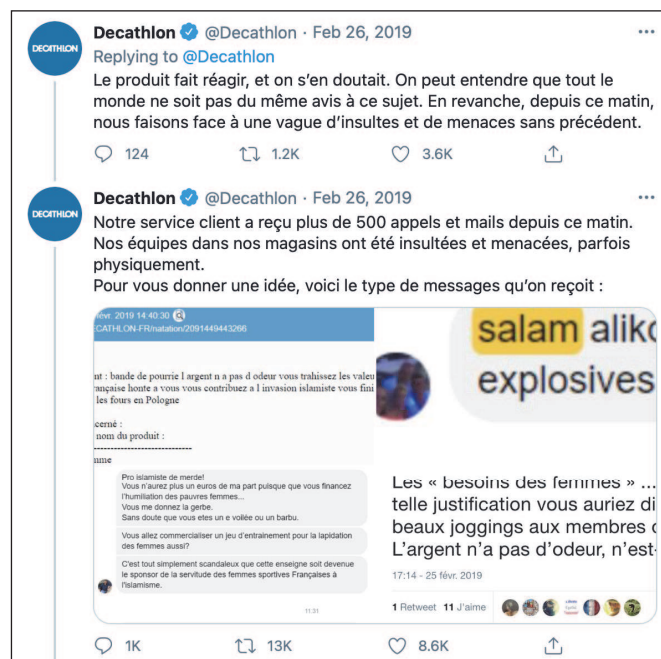 Decathlon @Decathlon · Feb 26, 2019
DECATHLON
Replying to @Decathlon
Le produit fait réagir, et on s'en doutait. On peut entendre que tout le
monde ne soit pas du même avis à ce sujet. En revanche, depuis ce matin,
nous faisons face à une vague d'insultes et de menaces sans précédent.
124 1.2K 3.6K
Decathlon @Decathlon · Feb 26, 2019
DECATHLON
Notre service client a reçu plus de 500 appels et mails depuis ce matin.
Nos équipes dans nos magasins ont été insultées et menacées, parfois
physiquement.
Pour vous donner une idée, voici le type de messages qu'on reçoit :
févr. 2019 14:40:30
ECATHLON-FR/natation/2091449443266
nt : bande de pourrie l argent n a pas d odeur vous trahissez les valeu
ançaise honte a vous vous contribuez a l invasion islamiste vous fini
les fours en Pologne
cerné :
nom du produit :
-----------------------------
nme
Pro islamiste de merde!
Vous n'aurez plus un euros de ma part puisque que vous financez
l'humiliation des pauvres femmes...
Vous me donnez la gerbe.
Sans doute que vous etes un e voilée ou un barbu.
Vous allez commercialiser un jeu d'entrainement pour la lapidation
des femmes aussi?
C'est tout simplement scandaleux que cette enseigne soit devenue
le sponsor de la servitude des femmes sportives Françaises à
l'islamisme.
11:31
salam aliko
explosives
Les « besoins des femmes » ...
telle justification vous auriez di
beaux joggings aux membres d
L'argent n'a pas d'odeur, n'est-
17:14 - 25 févr. 2019
1 Retweet 11 J'aime
1K 13K 8.6K